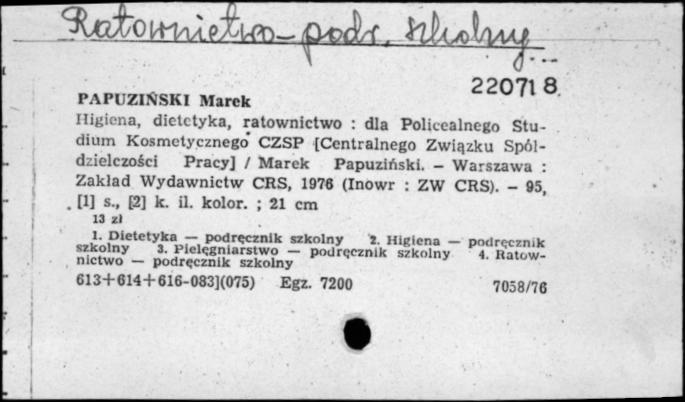 Ratownictwo – podr. szkolny
...
220718
PAPUZIŃSKI Marek
Higiena, dietetyka, ratownictwo : dla Policealnego Stu-
dium Kosmetycznego CZSP [Centralnego Związku Spół-
dzielczości Pracy] / Marek Papuziński. – Warszawa :
Zakład Wydawnictw CRS, 1976 (Inowr : ZW CRS). – 95,
[1] s., [2] k. il. kolor. ; 21 cm
13 zł
1. Dietetyka — podręcznik szkolny 2. Higiena — podręcznik
szkolny 3. Pielęgniarstwo — podręcznik szkolny 4. Ratow-
nictwo — podręcznik szkolny
613+614+616-083](075) Egz. 7200 7058/76